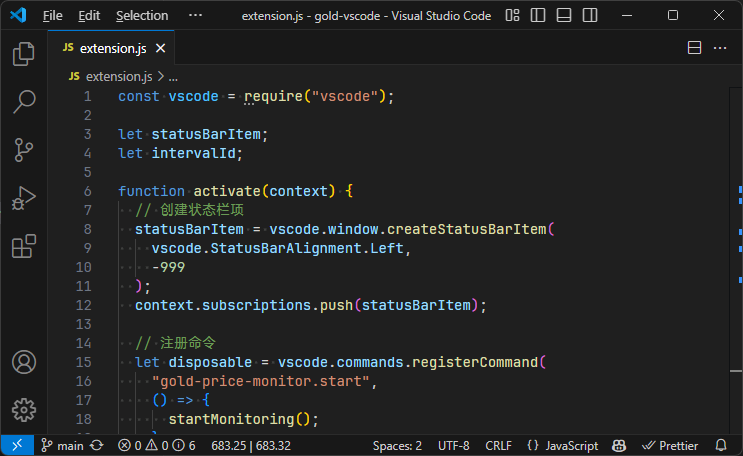 File Edit Selection ··· extension.js - gold-vscode - Visual Studio Code
JS extension.js
JS extension.js > ...
1 const vscode = require("vscode");
2
3 let statusBarItem;
4 let intervalId;
5
6 function activate(context) {
7 // 创建状态栏项
8 statusBarItem = vscode.window.createStatusBarItem(
9 vscode.StatusBarAlignment.Left,
10 -999
11 );
12 context.subscriptions.push(statusBarItem);
13
14 // 注册命令
15 let disposable = vscode.commands.registerCommand(
16 "gold-price-monitor.start",
17 () => {
18 startMonitoring();
main 0 0 6 683.25 | 683.32 Spaces: 2 UTF-8 CRLF {} JavaScript Prettier